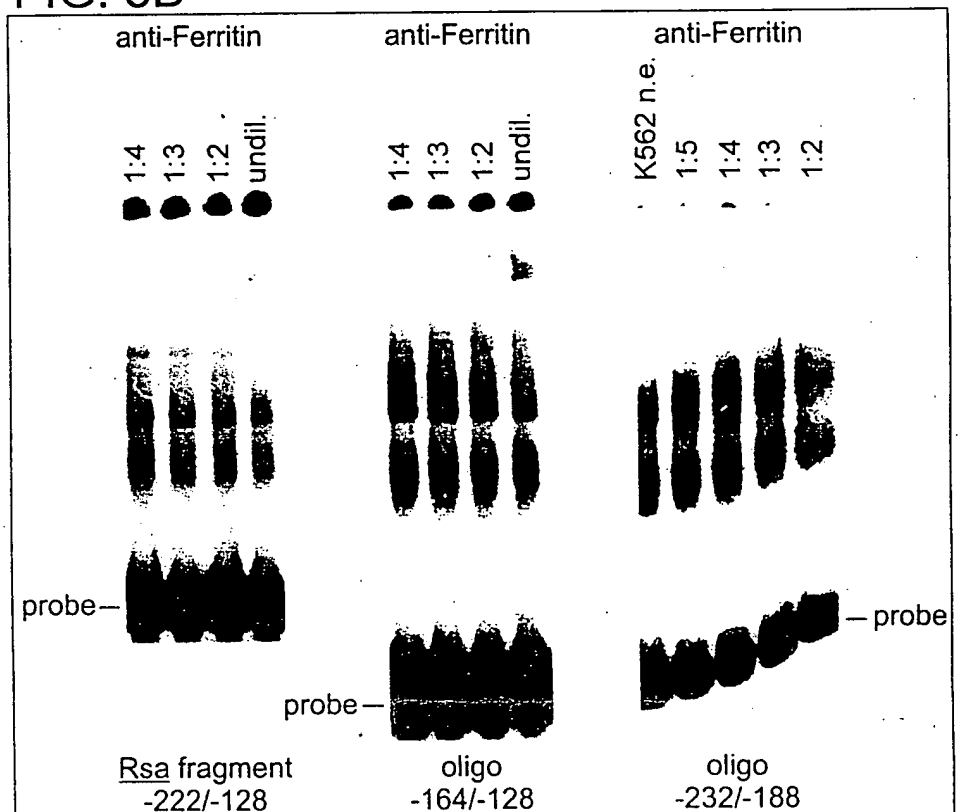 anti-Ferritin anti-Ferritin anti-Ferritin
1:4 1:3 1:2 undil. 1:4 1:3 1:2 undil. K562 n.e. 1:5 1:4 1:3 1:2
probe
probe
probe
Rsa fragment oligo oligo
-222/-128 -164/-128 -232/-188